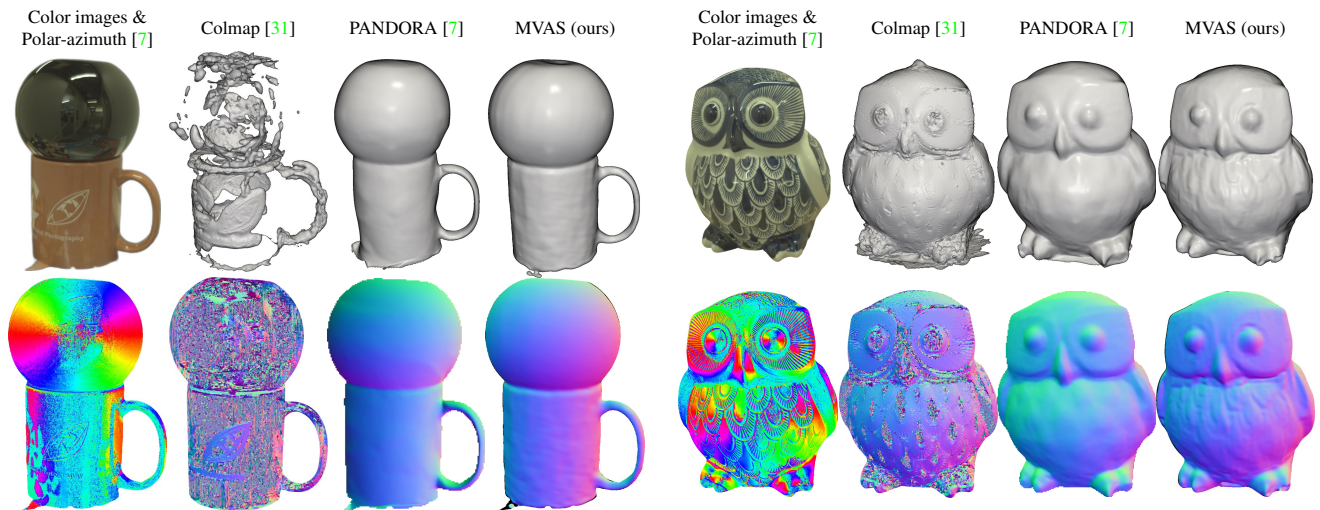 Color images &
Polar-azimuth [7]
Colmap [31]
PANDORA [7]
MVAS (ours)
Color images &
Polar-azimuth [7]
Colmap [31]
PANDORA [7]
MVAS (ours)
Photography